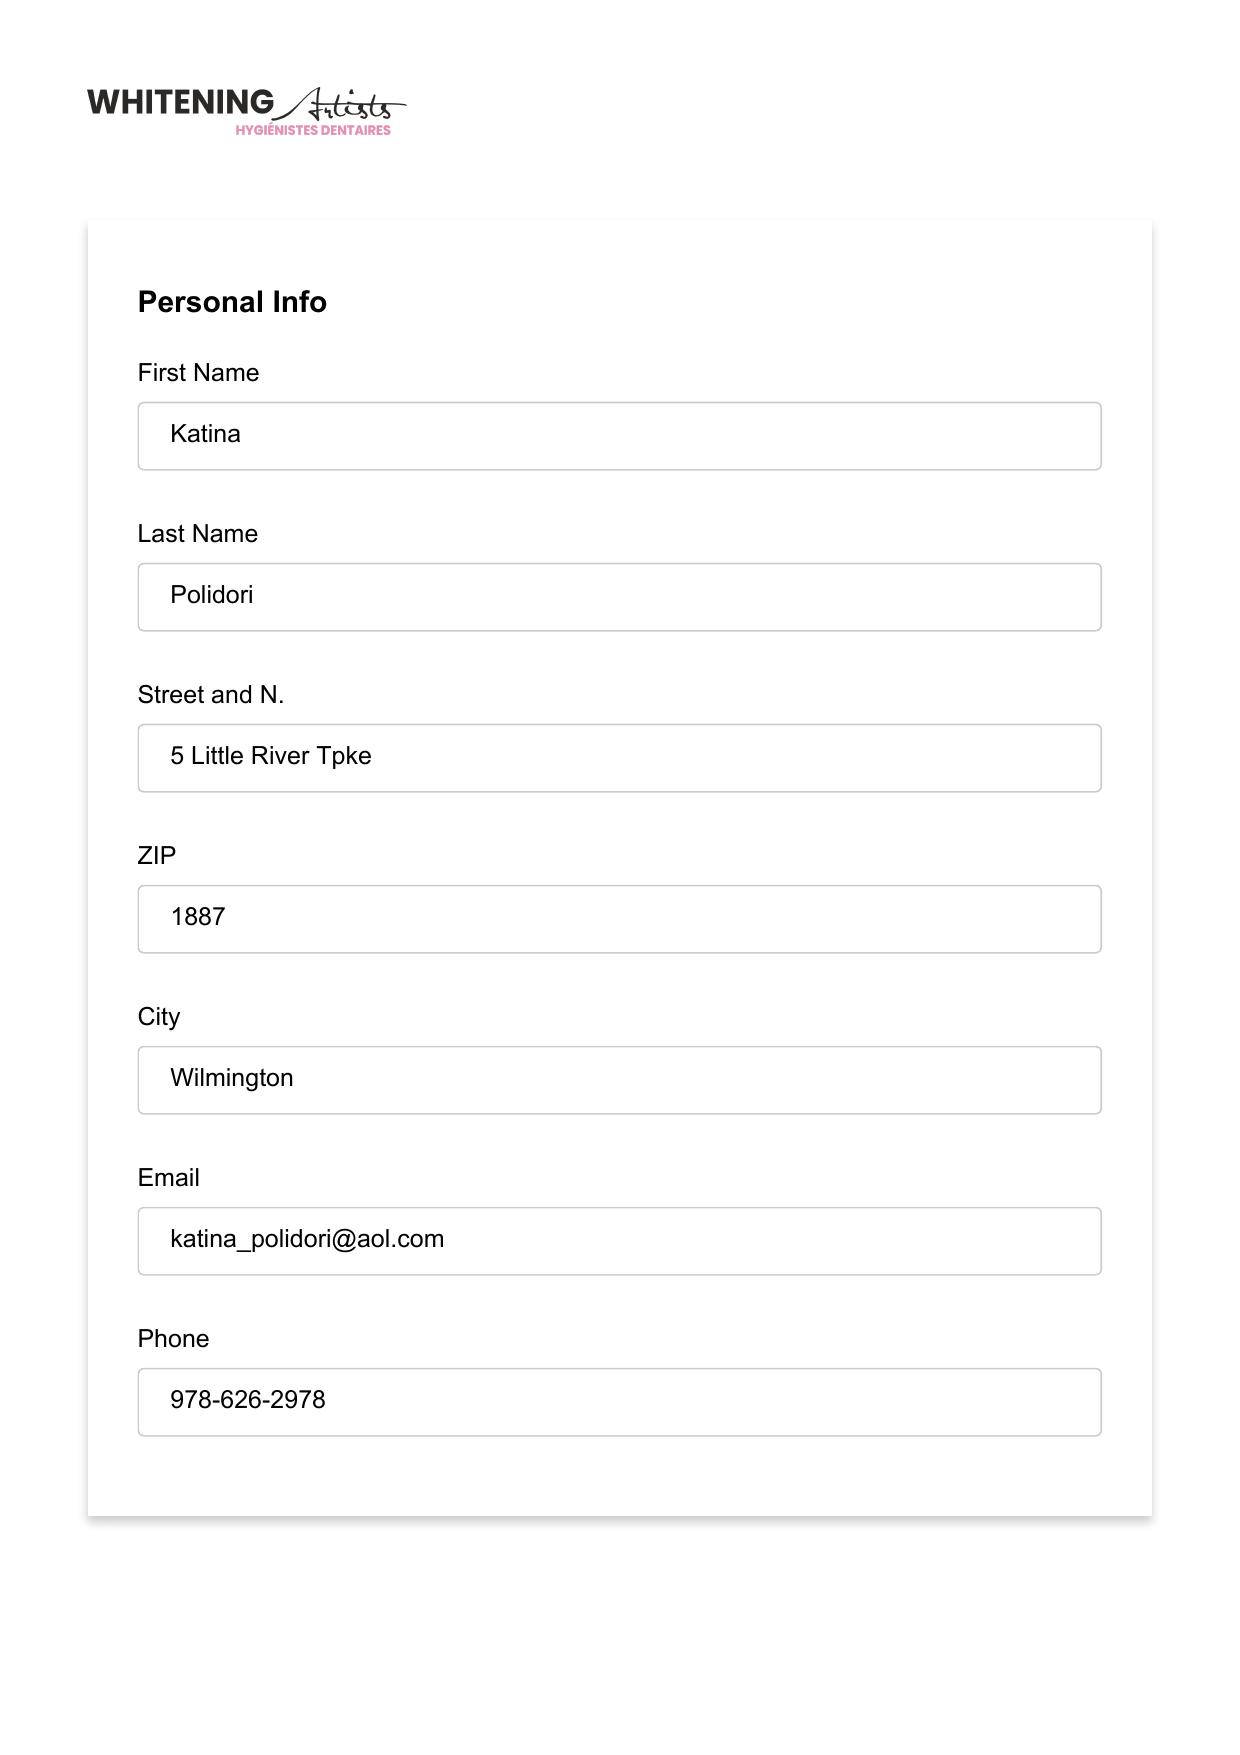 WHITENING Artists
HYGIÉNISTES DENTAIRES
Personal Info
First Name
Katina
Last Name
Polidori
Street and N.
5 Little River Tpke
ZIP
1887
City
Wilmington
Email
katina_polidori@aol.com
Phone
978-626-2978